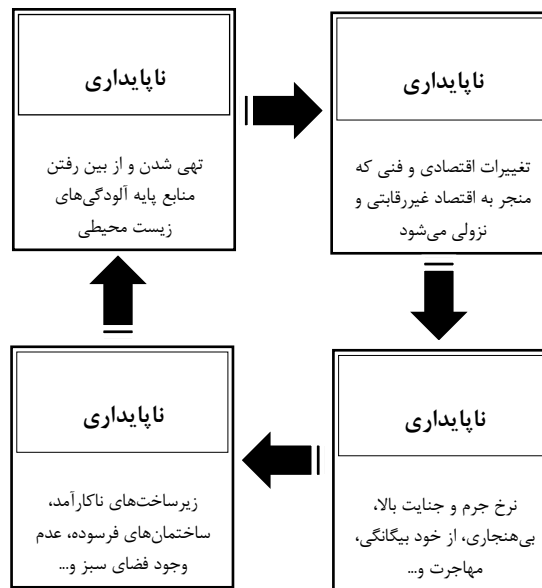 ناپایداری
تغییرات اقتصادی و فنی که
منجر به اقتصاد غیررقابتی و
نزولی می‌شود
ناپایداری
تهی شدن و از بین رفتن
منابع پایه آلودگی‌های
زیست محیطی
ناپایداری
نرخ جرم و جنایت بالا،
بی‌هنجاری، از خود بیگانگی،
مهاجرت و...
ناپایداری
زیرساخت‌های ناکارآمد،
ساختمان‌های فرسوده، عدم
وجود فضای سبز و...